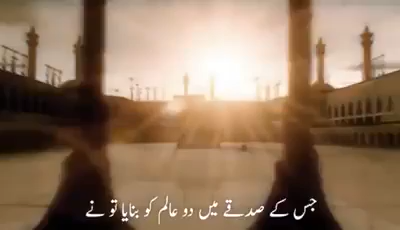 جس کے صدقے میں دو عالم کو بنایا تو نے